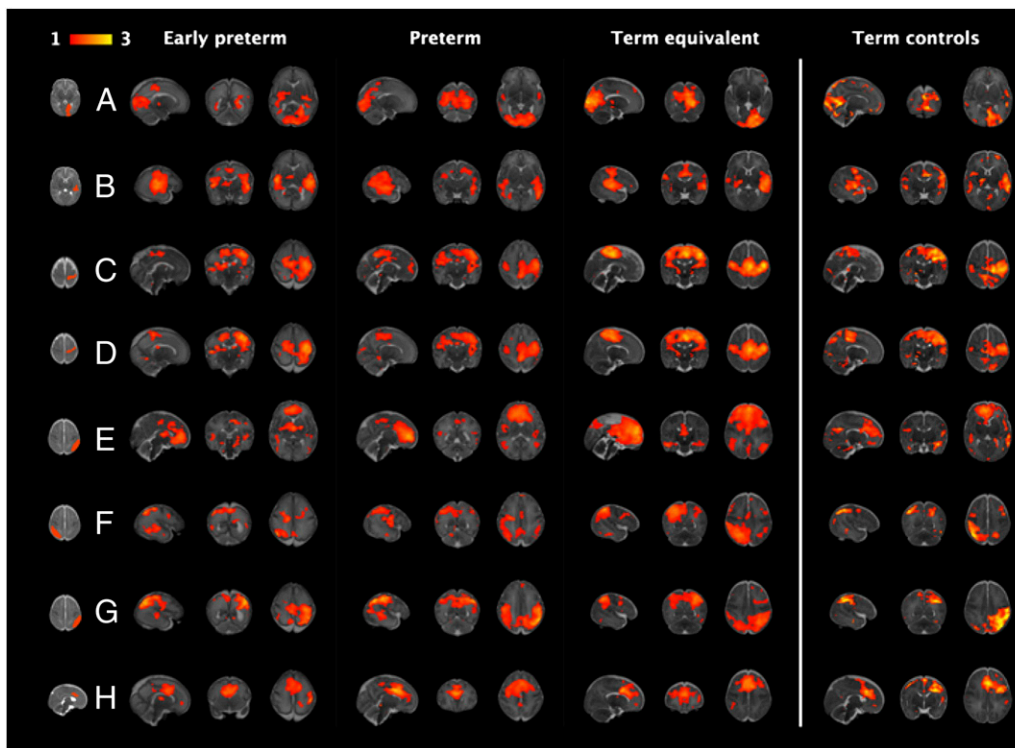 1 3 Early preterm Preterm Term equivalent Term controls
A
B
C
D
E
F
G
H